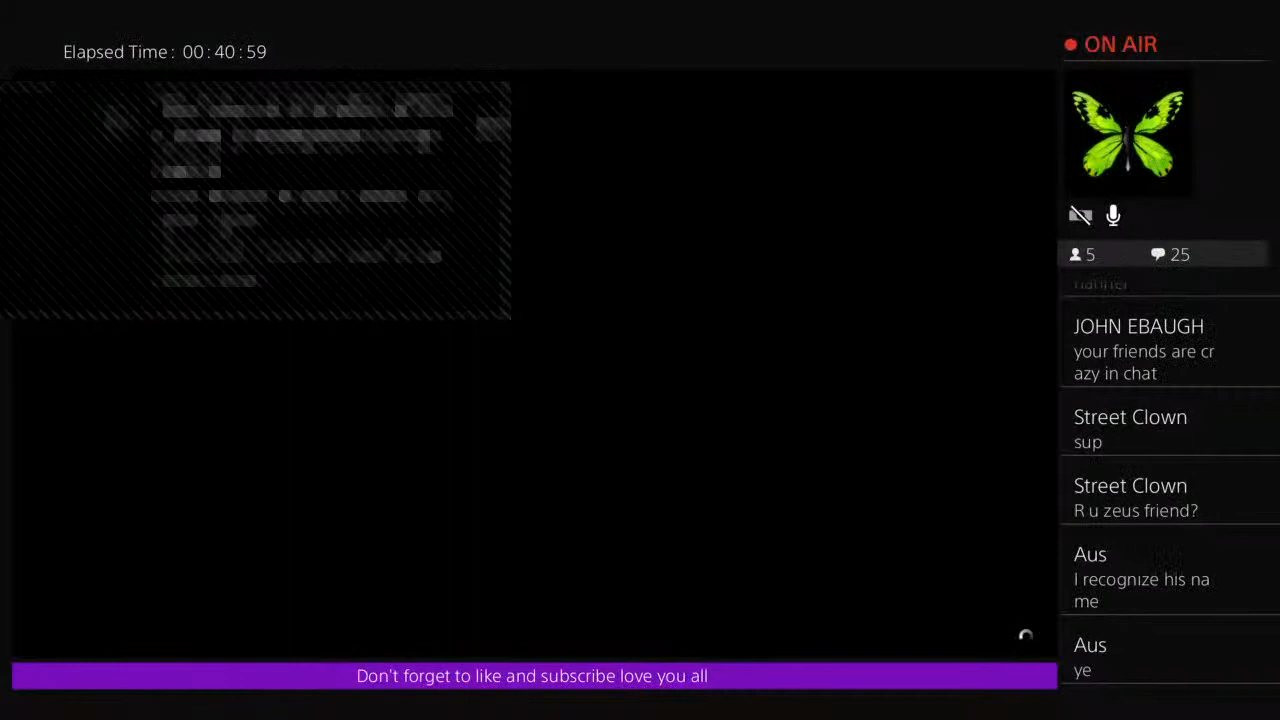 Elapsed Time: 00:40:59
ON AIR
5
25
JOHN EBAUGH
your friends are cr
azy in chat
Street Clown
sup
Street Clown
R u zeus friend?
Aus
I recognize his na
me
Aus
ye
Don't forget to like and subscribe love you all